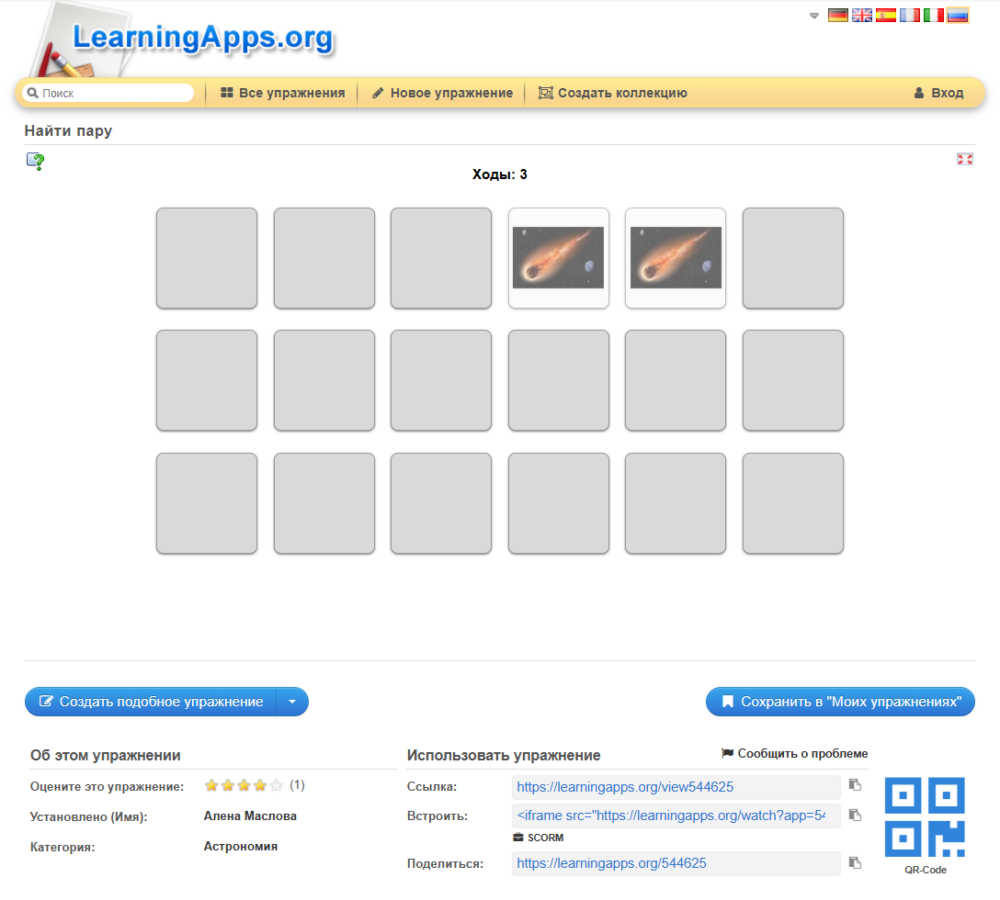 LearningApps.org
Поиск
Все упражнения
Новое упражнение
Создать коллекцию
Вход
Найти пару
Ходы: 3
Создать подобное упражнение
Сохранить в "Моих упражнениях"
Об этом упражнении
Оцените это упражнение: (1)
Установлено (Имя): Алена Маслова
Категория: Астрономия
Использовать упражнение
Сообщить о проблеме
Ссылка: https://learningapps.org/view544625
Встроить: <iframe src="https://learningapps.org/watch?app=54
SCORM
Поделиться: https://learningapps.org/544625
QR-Code